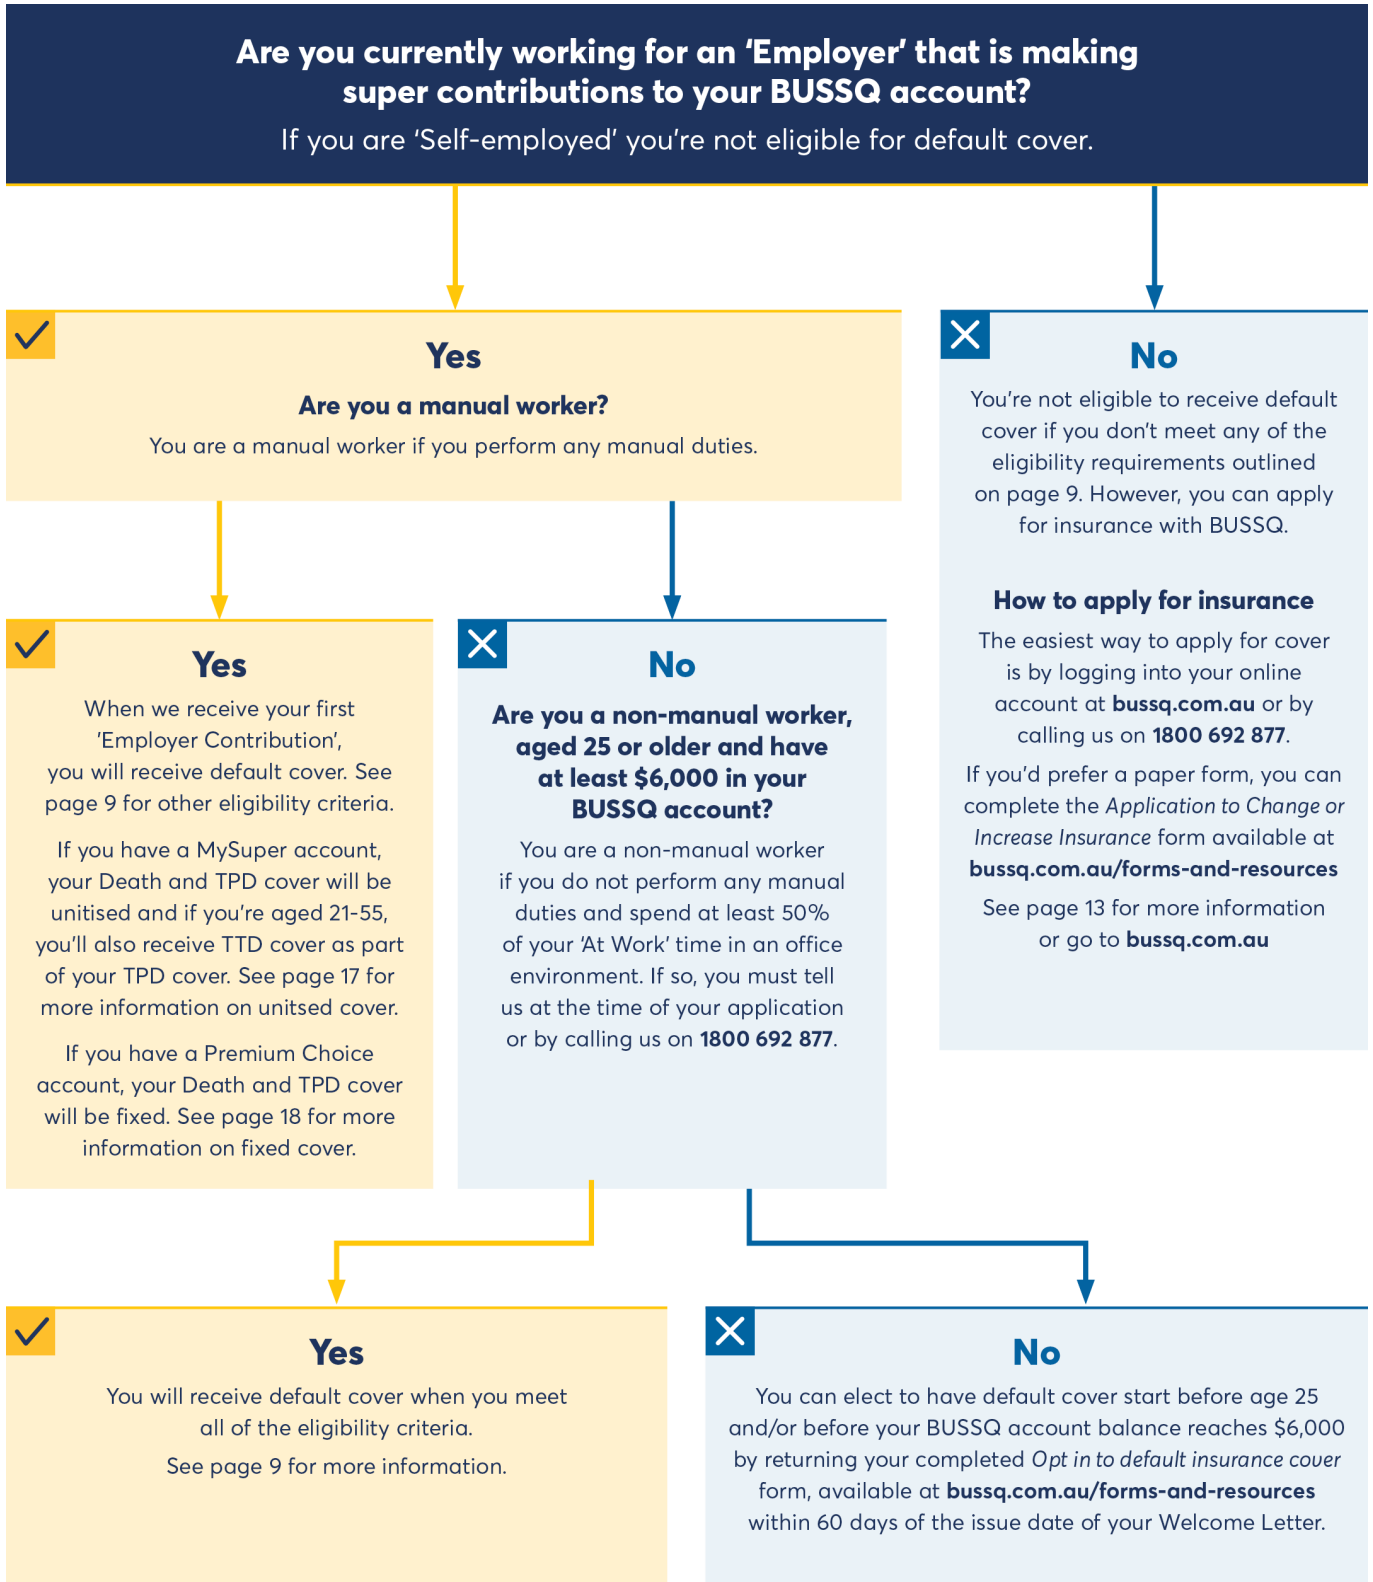 Are you currently working for an ‘Employer’ that is making
super contributions to your BUSSQ account?
If you are ‘Self-employed’ you’re not eligible for default cover.
Yes
Are you a manual worker?
You are a manual worker if you perform any manual duties.
No
You’re not eligible to receive default
cover if you don’t meet any of the
eligibility requirements outlined
on page 9. However, you can apply
for insurance with BUSSQ.
How to apply for insurance
The easiest way to apply for cover
is by logging into your online
account at bussq.com.au or by
calling us on 1800 692 877.
If you’d prefer a paper form, you can
complete the Application to Change or
Increase Insurance form available at
bussq.com.au/forms-and-resources
See page 13 for more information
or go to bussq.com.au
Yes
When we receive your first
'Employer Contribution’,
you will receive default cover. See
page 9 for other eligibility criteria.
If you have a MySuper account,
your Death and TPD cover will be
unitised and if you’re aged 21-55,
you’ll also receive TTD cover as part
of your TPD cover. See page 17 for
more information on unitsed cover.
If you have a Premium Choice
account, your Death and TPD cover
will be fixed. See page 18 for more
information on fixed cover.
No
Are you a non-manual worker,
aged 25 or older and have
at least $6,000 in your
BUSSQ account?
You are a non-manual worker
if you do not perform any manual
duties and spend at least 50%
of your ‘At Work’ time in an office
environment. If so, you must tell
us at the time of your application
or by calling us on 1800 692 877.
Yes
You will receive default cover when you meet
all of the eligibility criteria.
See page 9 for more information.
No
You can elect to have default cover start before age 25
and/or before your BUSSQ account balance reaches $6,000
by returning your completed Opt in to default insurance cover
form, available at bussq.com.au/forms-and-resources
within 60 days of the issue date of your Welcome Letter.